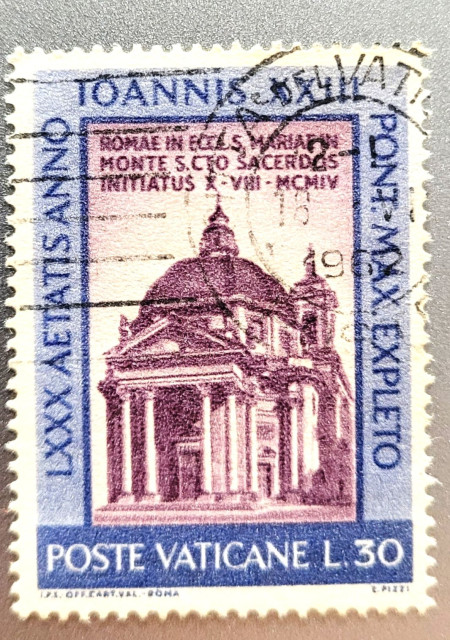 LXXX AETATIS ANNO
IOANNIS·XXIII
PONT·MAX·EXPLETO
ROMAE IN ECCL·S·MARIAE IN
MONTE S·CTO SACERDOS
INITIATUS X·VIII·MCMIV
POSTE VATICANE L.30
I.P.S. OFF.CART.VAL.-ROMA
E.PIZZI